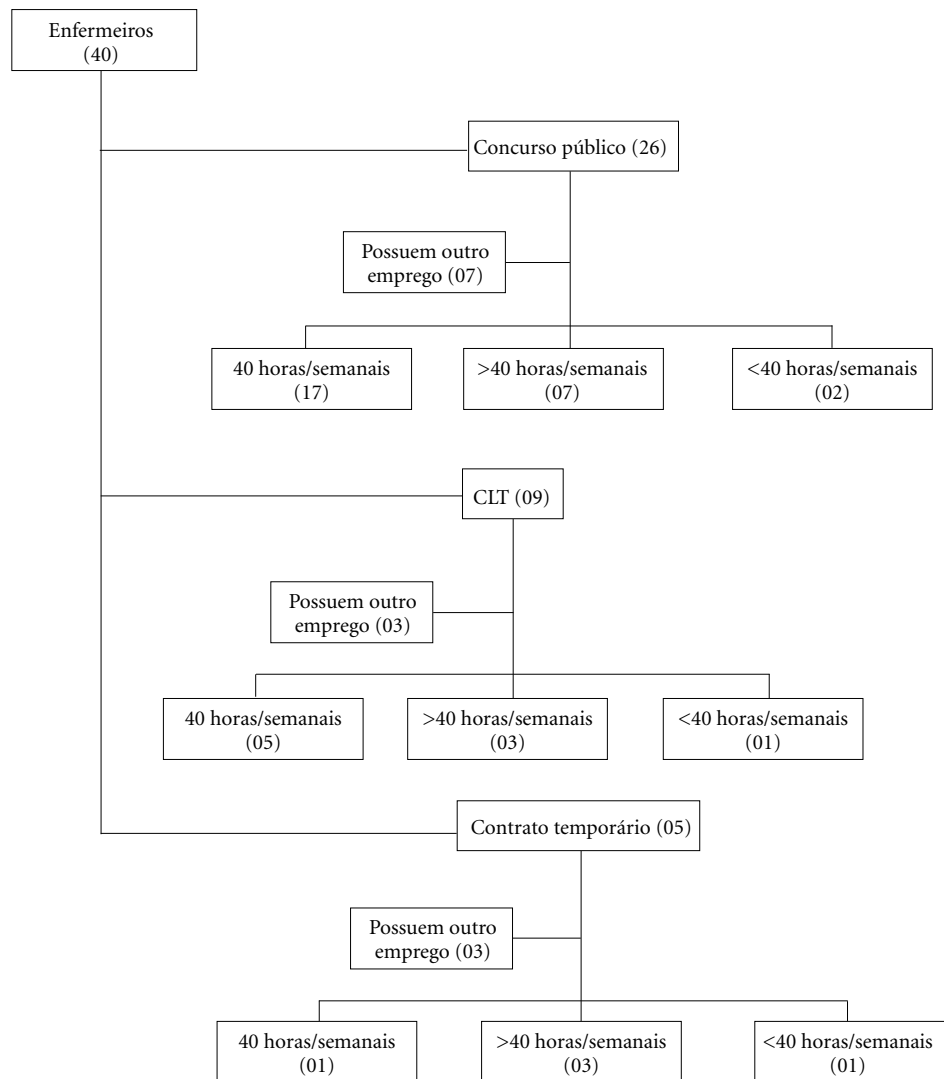 Enfermeiros
(40)
Concurso público (26)
Possuem outro
emprego (07)
40 horas/semanais
(17)
>40 horas/semanais
(07)
<40 horas/semanais
(02)
CLT (09)
Possuem outro
emprego (03)
40 horas/semanais
(05)
>40 horas/semanais
(03)
<40 horas/semanais
(01)
Contrato temporário (05)
Possuem outro
emprego (03)
40 horas/semanais
(01)
>40 horas/semanais
(03)
<40 horas/semanais
(01)